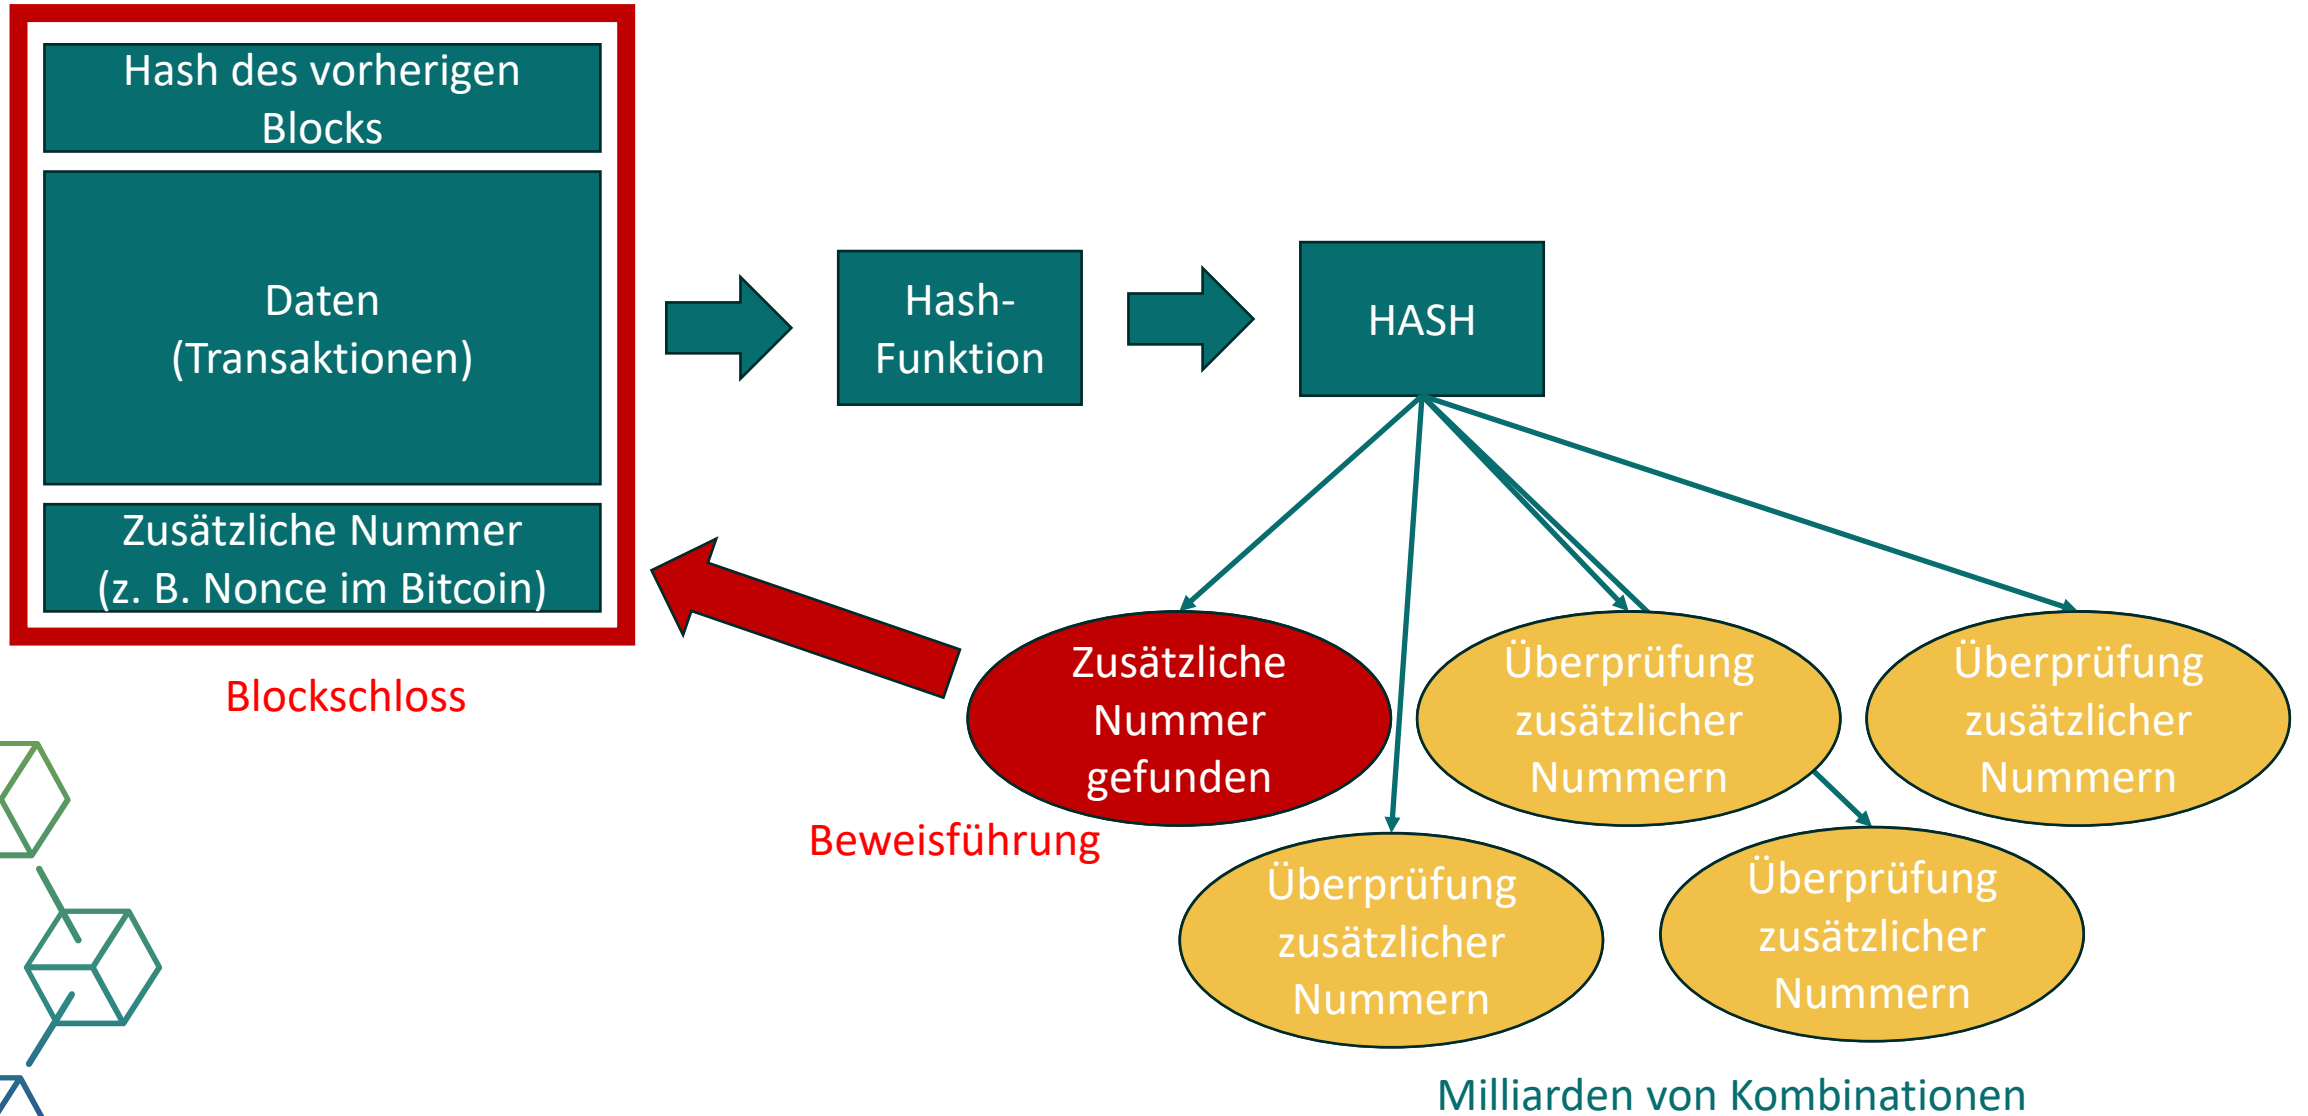 Hash des vorherigen
Blocks
Daten
(Transaktionen)
Zusätzliche Nummer
(z. B. Nonce im Bitcoin)
Blockschloss
Hash-
Funktion
HASH
Zusätzliche
Nummer
gefunden
Beweisführung
Überprüfung
zusätzlicher
Nummern
Überprüfung
zusätzlicher
Nummern
Überprüfung
zusätzlicher
Nummern
Überprüfung
zusätzlicher
Nummern
Milliarden von Kombinationen